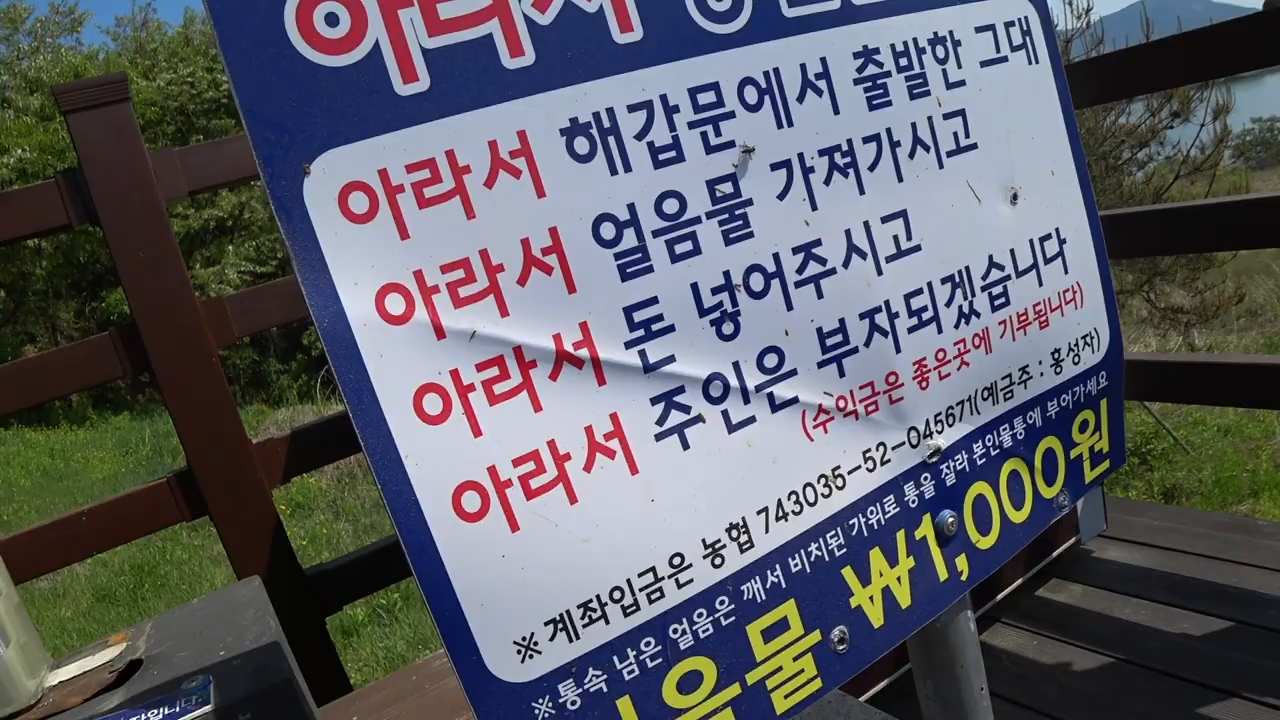 아라서
아라서 해갑문에서 출발한 그대
아라서 얼음물 가져가시고
아라서 돈 넣어주시고
아라서 주인은 부자되겠습니다
(수익금은 좋은곳에 기부됩니다)
※계좌입금은 농협 743035-52-045671(예금주 : 홍성자)
※통속 남은 얼음은 깨서 비치된 가위로 통을 잘라 본인물통에 부어가세요
음물 ₩1,000원